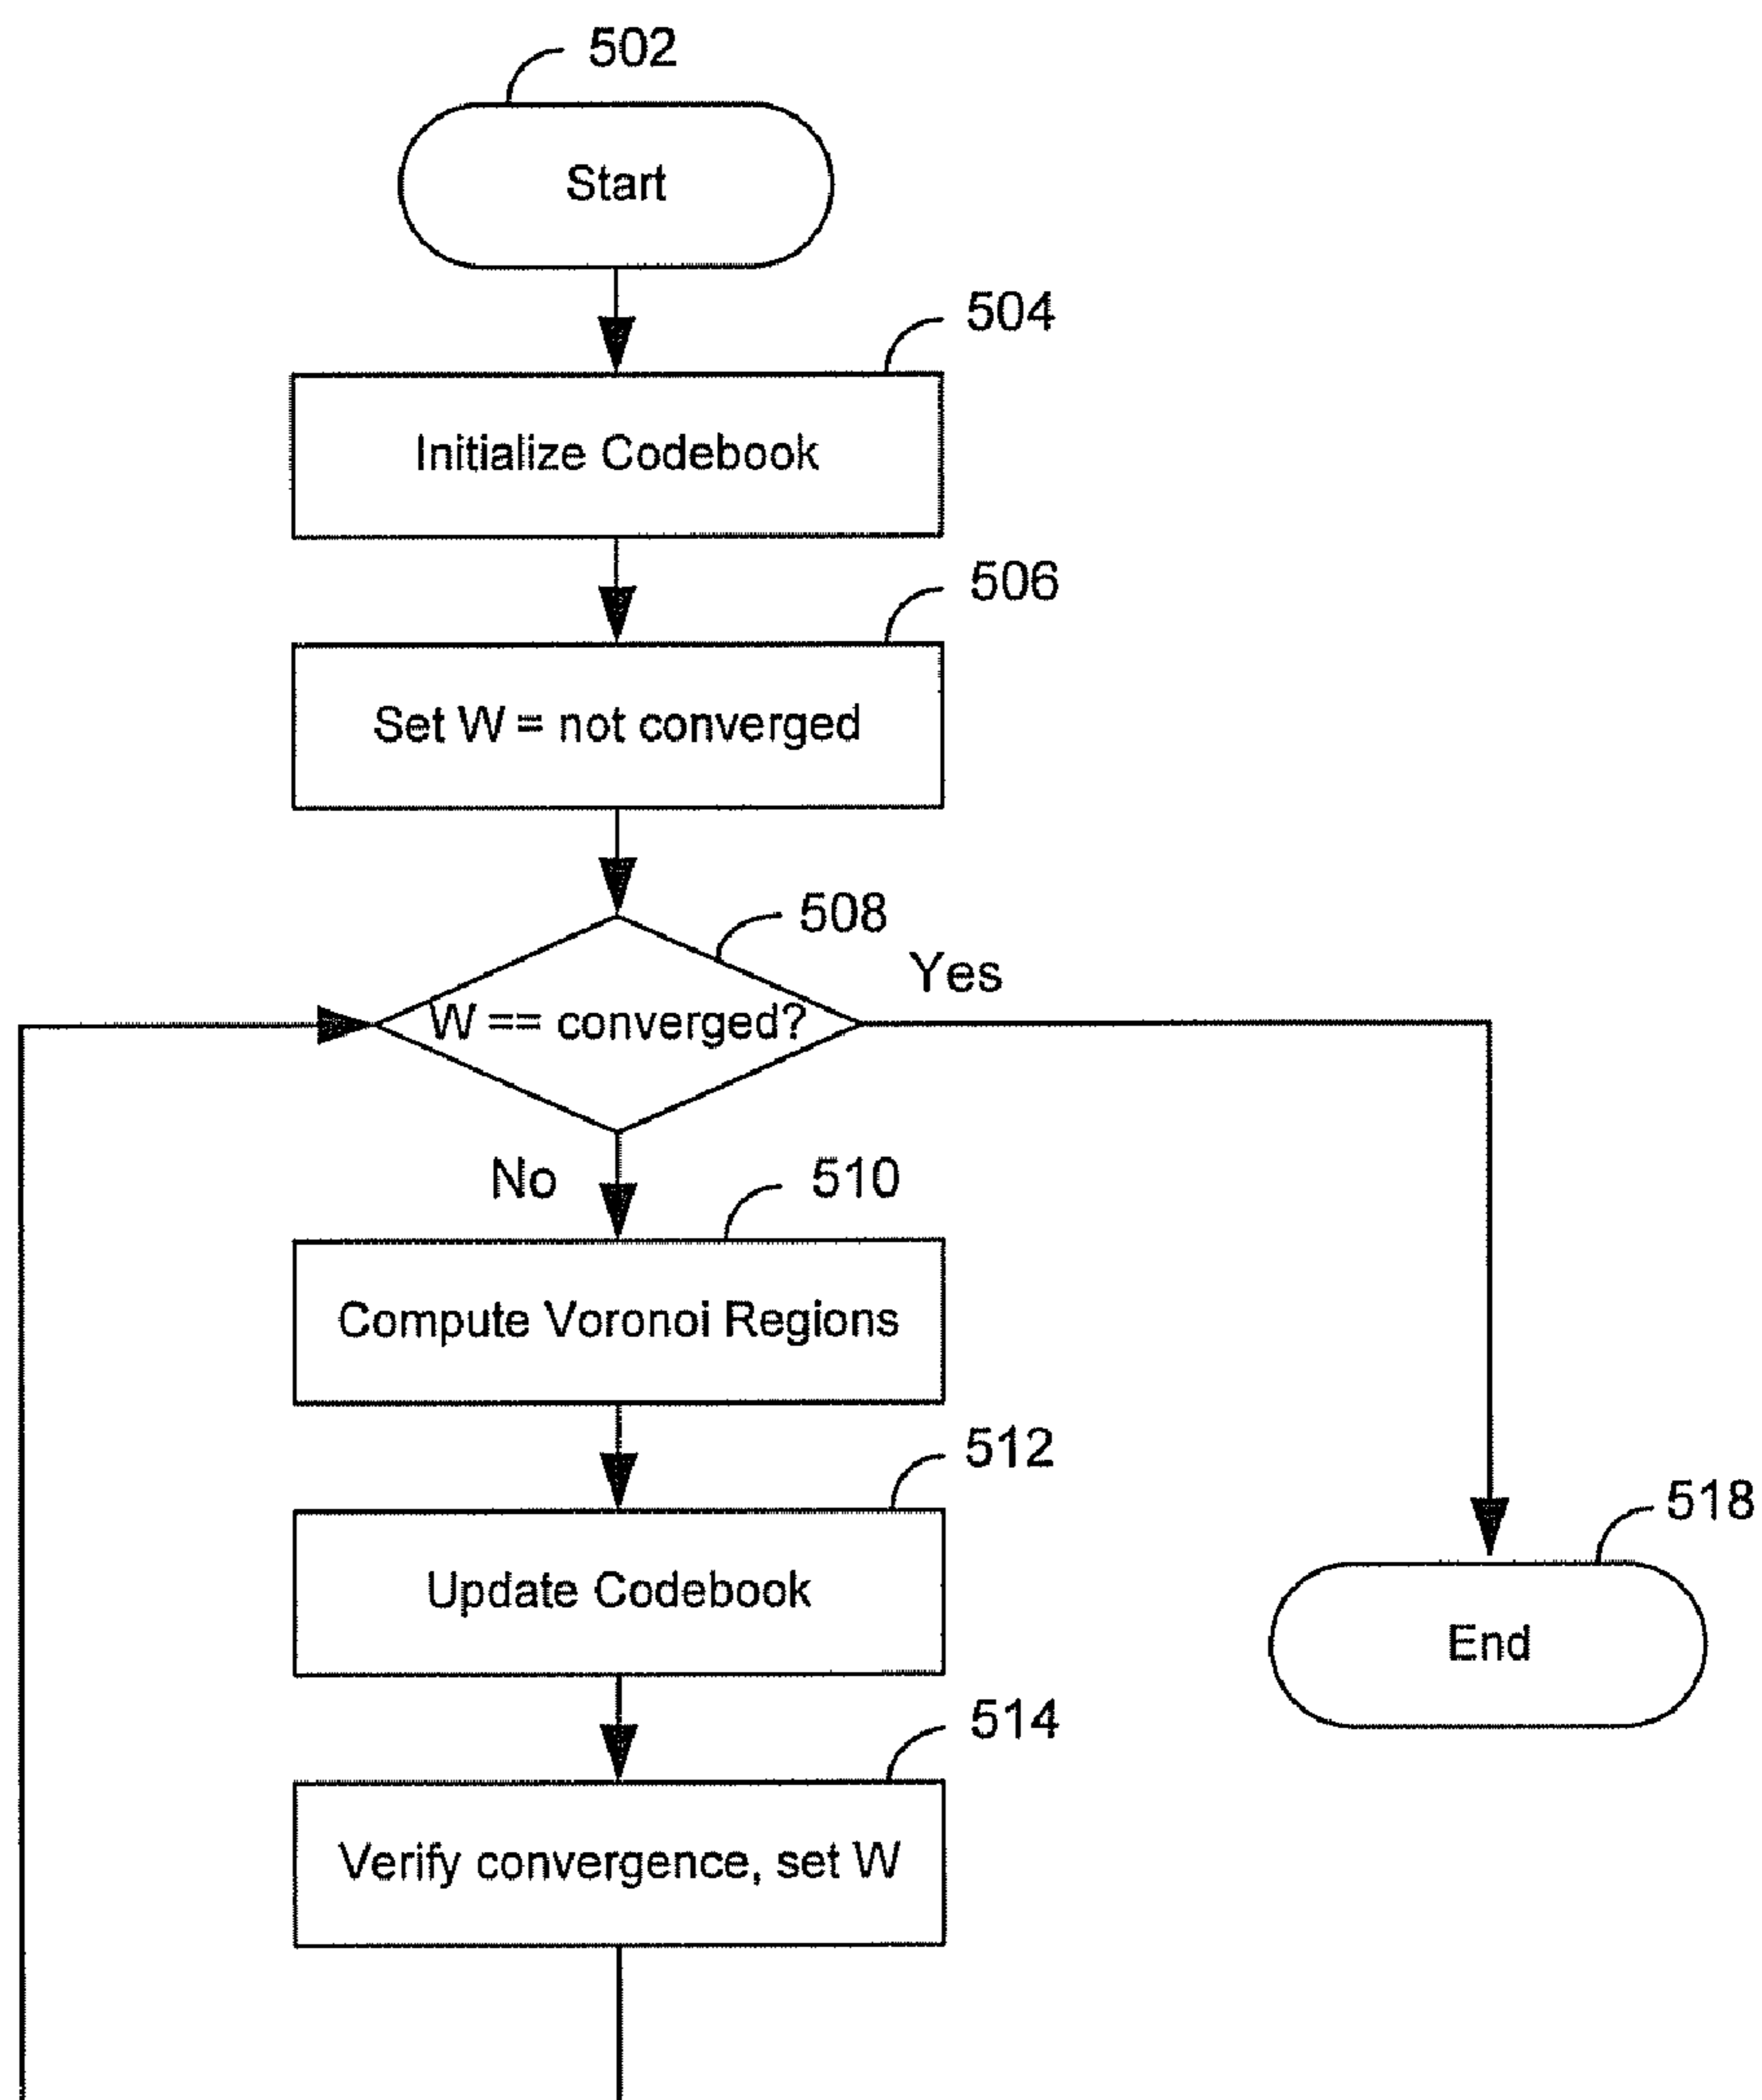 502
Start
504
Initialize Codebook
506
Set W = not converged
508
Yes
W == converged?
No
510
Compute Voronoi Regions
512
Update Codebook
518
End
514
Verify convergence, set W